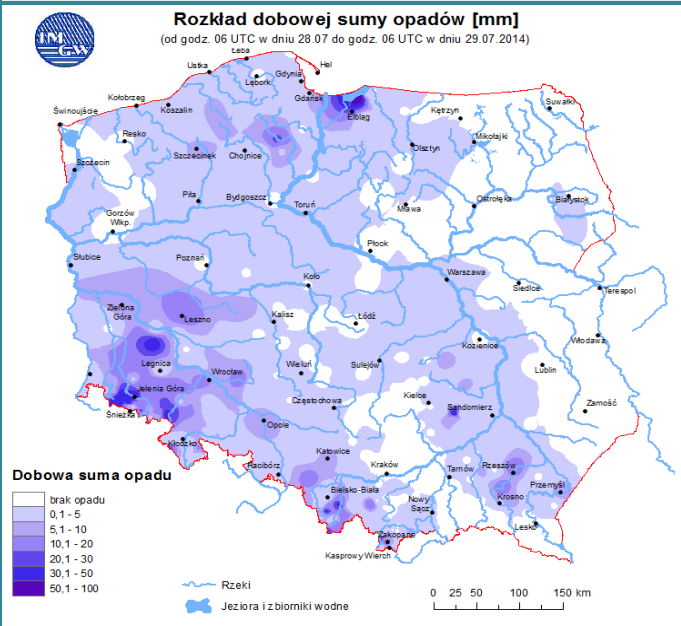 Rozkład dobowej sumy opadów [mm]
(od godz. 06 UTC w dniu 28.07 do godz. 06 UTC w dniu 29.07.2014)
IM
GW
Łeba
Ustka
Hel
Gdynia
Lębork
Kołobrzeg
Gdańsk
Suwałki
Świnoujście
Koszalin
Elbląg
Kętrzyn
Resko
Mikołajki
Szczecinek
Chojnice
Olsztyn
Szczecin
Piła
Bydgoszcz
Toruń
Mława
Ostrołęka
Białystok
Gorzów
Wlkp.
Płock
Słubice
Poznań
Warszawa
Koło
Siedlce
Terespol
Zielona
Góra
Leszno
Kalisz
Łódź
Kozienice
Włodawa
Legnica
Wrocław
Wieluń
Sulejów
Lublin
Jelenia Góra
Kielce
Zamość
Śnieżka
Częstochowa
Sandomierz
Opole
Kłodzko
Katowice
Racibórz
Kraków
Tarnów
Rzeszów
Przemyśl
Bielsko-Biała
Nowy
Sącz
Krosno
Lesko
Zakopane
Kasprowy Wierch
Dobowa suma opadu
brak opadu
0,1 - 5
5,1 - 10
10,1 - 20
20,1 - 30
30,1 - 50
50,1 - 100
Rzeki
Jeziora i zbiorniki wodne
0 25 50 100 150 km